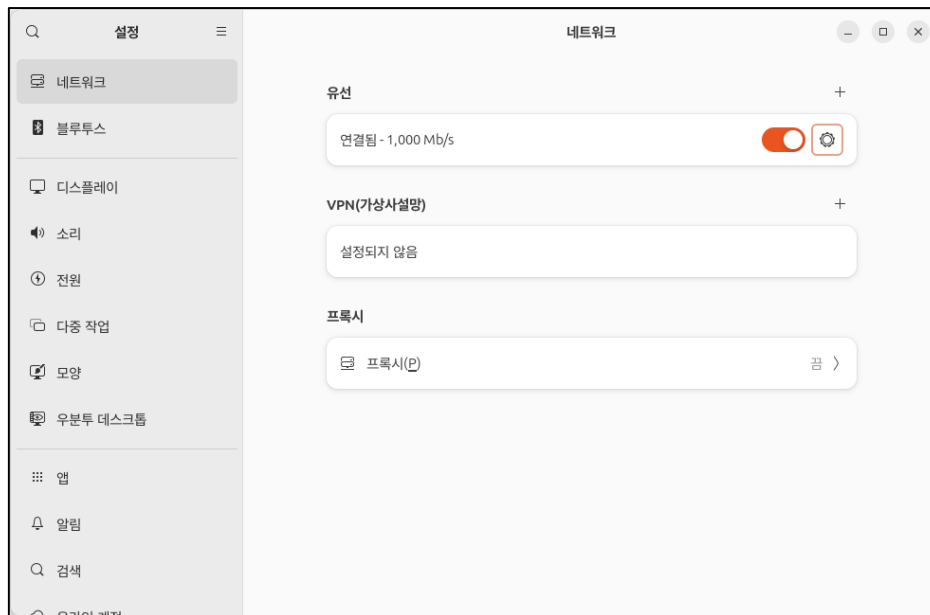 설정
네트워크
블루투스
디스플레이
소리
전원
다중 작업
모양
우분투 데스크톱
앱
알림
검색
네트워크
유선
연결됨 - 1,000 Mb/s
VPN(가상사설망)
설정되지 않음
프록시
프록시(P)
끔